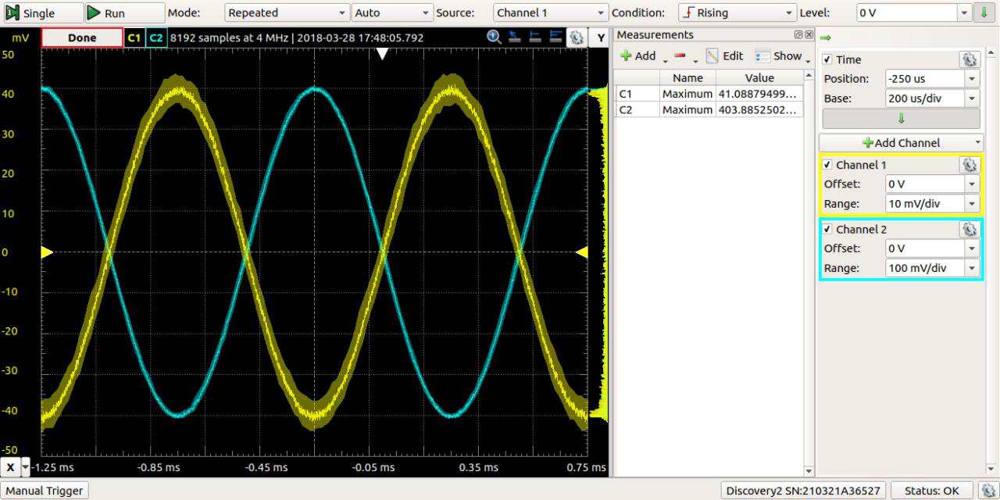 Single Run Mode: Repeated Auto Source: Channel 1 Condition: Rising Level: 0 V
mV Done C1 C2 8192 samples at 4 MHz | 2018-03-28 17:48:05.792 Y
50
40
30
20
10
0
-10
-20
-30
-40
-50
X -1.25 ms -0.85 ms -0.45 ms -0.05 ms 0.35 ms 0.75 ms
Measurements
Add Edit Show
Name Value
C1 Maximum 41.08879499...
C2 Maximum 403.8852502...
Time
Position: -250 us
Base: 200 us/div
Add Channel
Channel 1
Offset: 0 V
Range: 10 mV/div
Channel 2
Offset: 0 V
Range: 100 mV/div
Manual Trigger Discovery2 SN:210321A36527 Status: OK